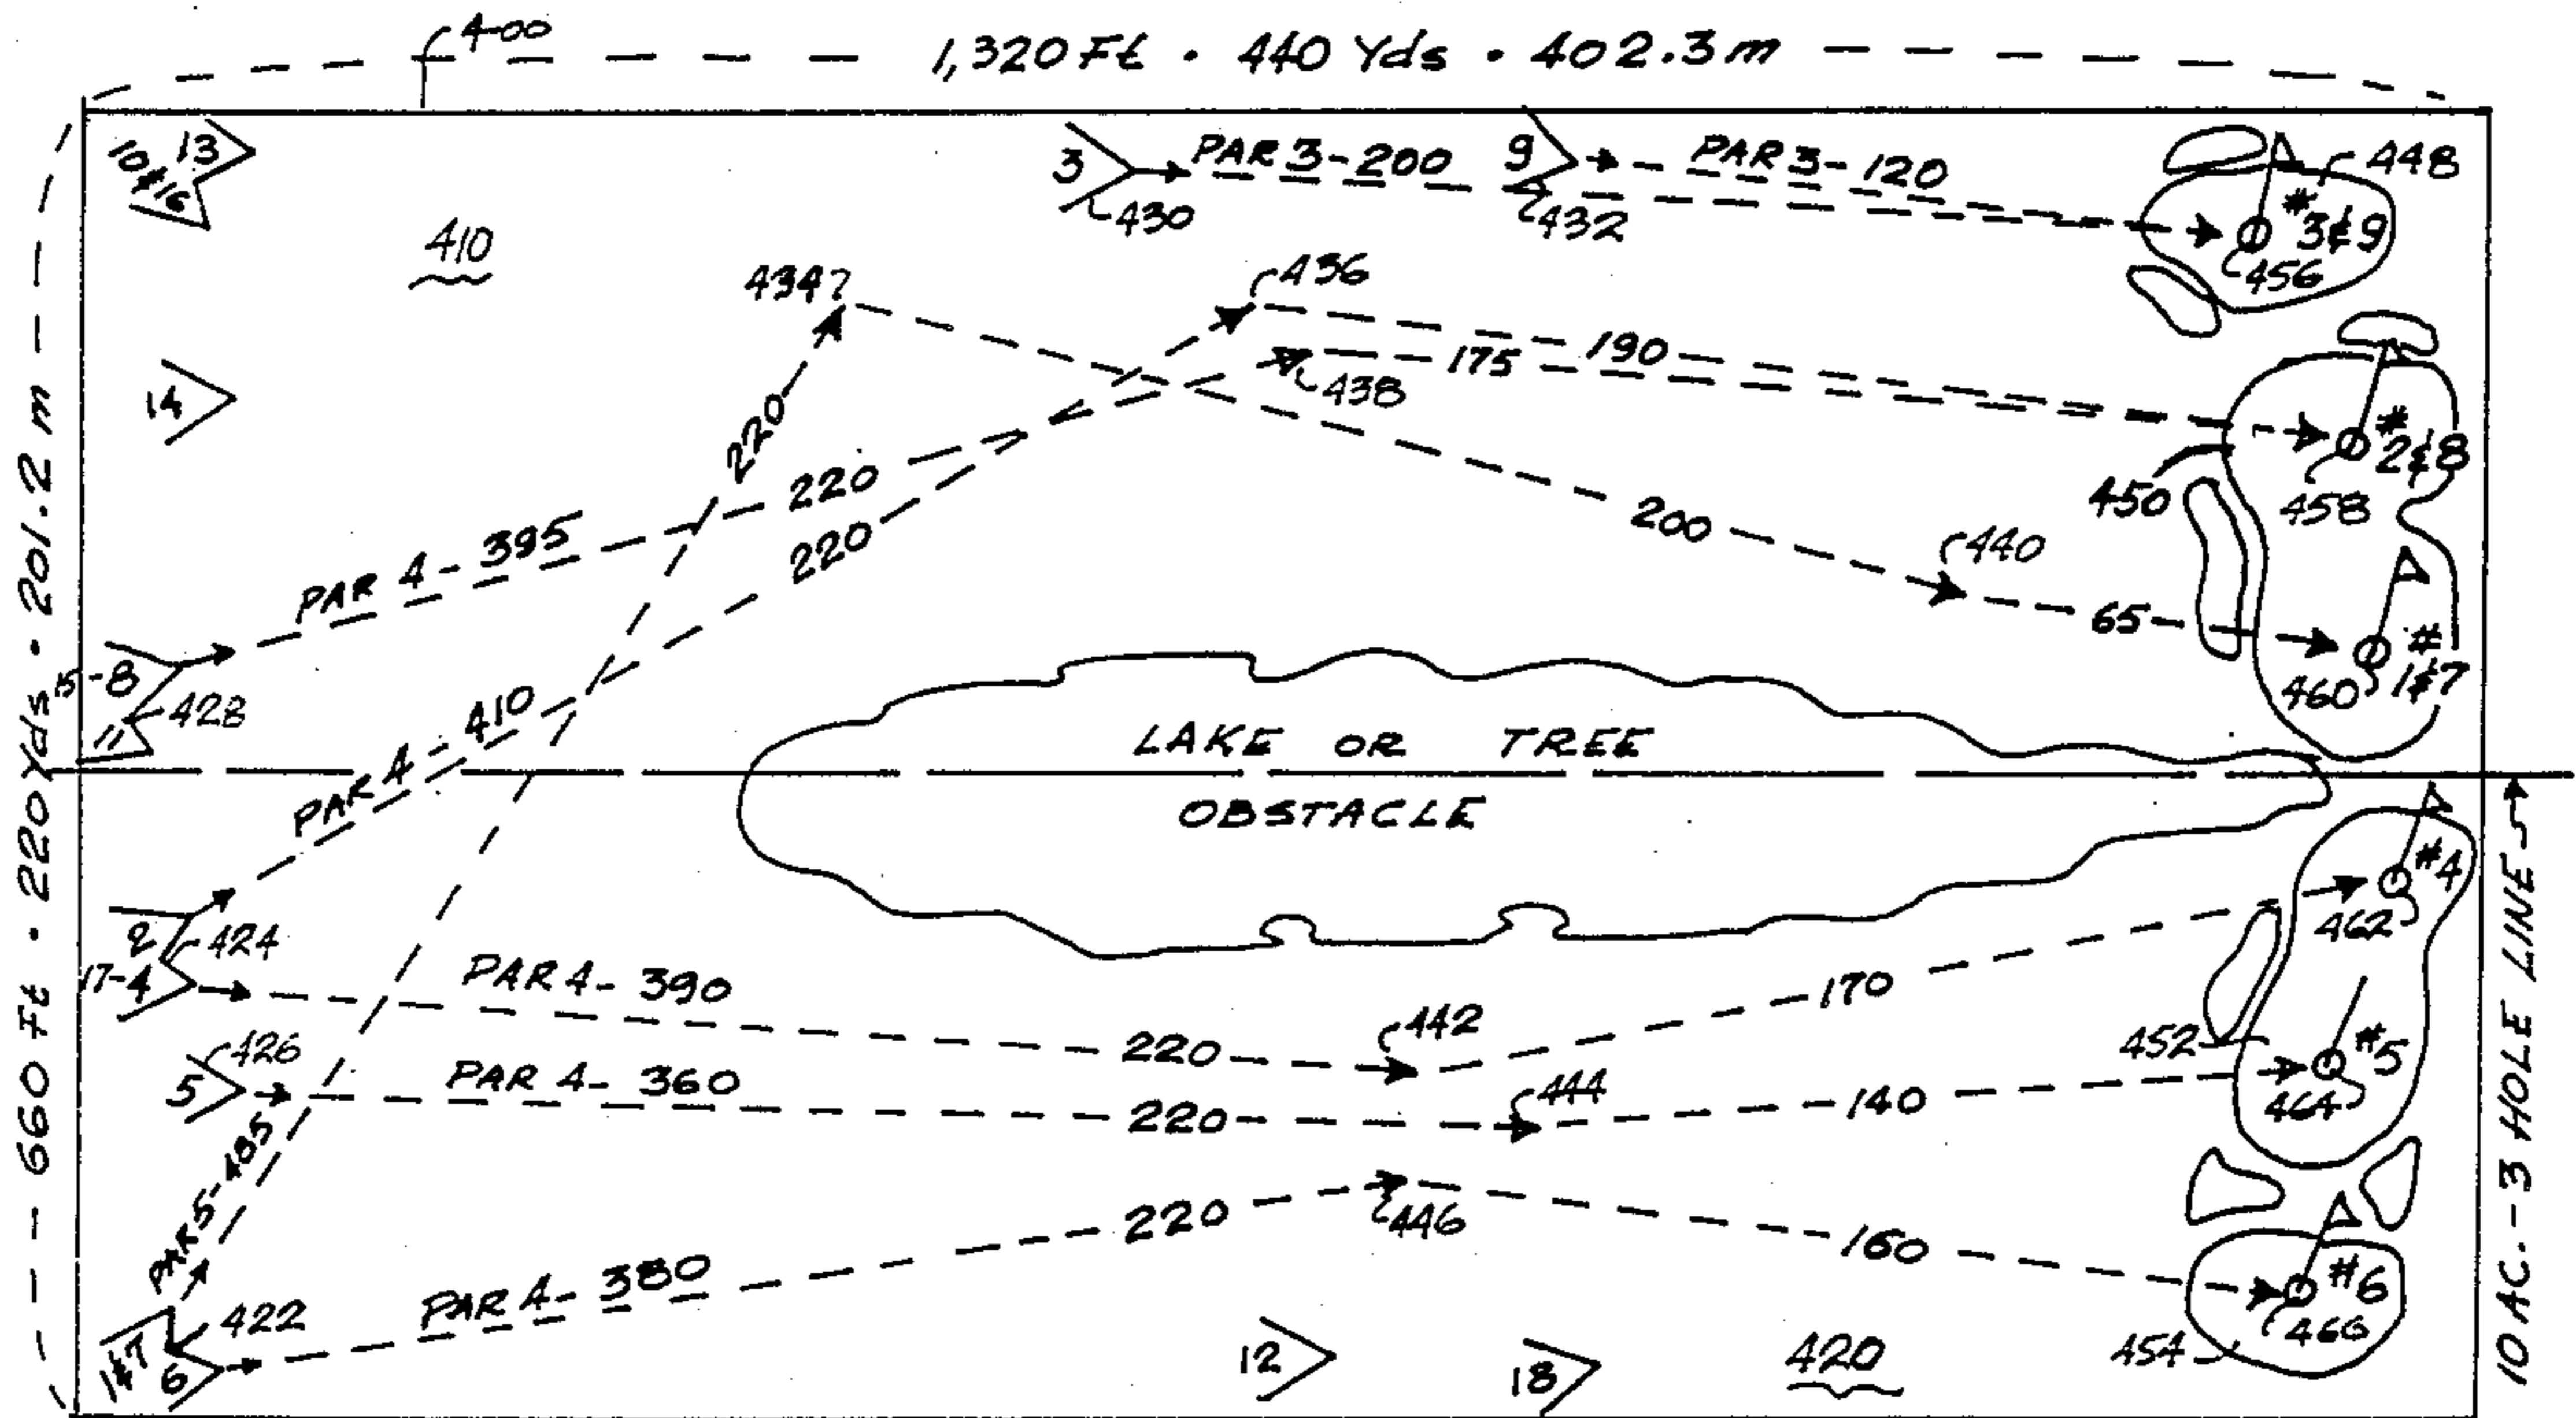 400
1,320 Ft · 440 Yds · 402.3 m
660 Ft · 220 Yds · 201.2 m
13
10 & 16
410
3
PAR 3 - 200
430
9
PAR 3 - 120
432
448
# 3 & 9
456
434
436
14
220
438
175
190
450
# 2 & 8
458
PAR 4 - 395
220
220
200
440
65
# 1 & 7
460
15 - 8
428
11
PAR 4 - 410
LAKE OR TREE
OBSTACLE
2
424
17-4
PAR 4 - 390
220
442
170
#4
462
426
5
PAR 4 - 360
220
444
140
452
#5
464
PAR 5 - 485
1 & 7
422
6
PAR 4 - 380
220
446
160
#6
466
454
12
18
420
10 AC. - 3 HOLE LINE